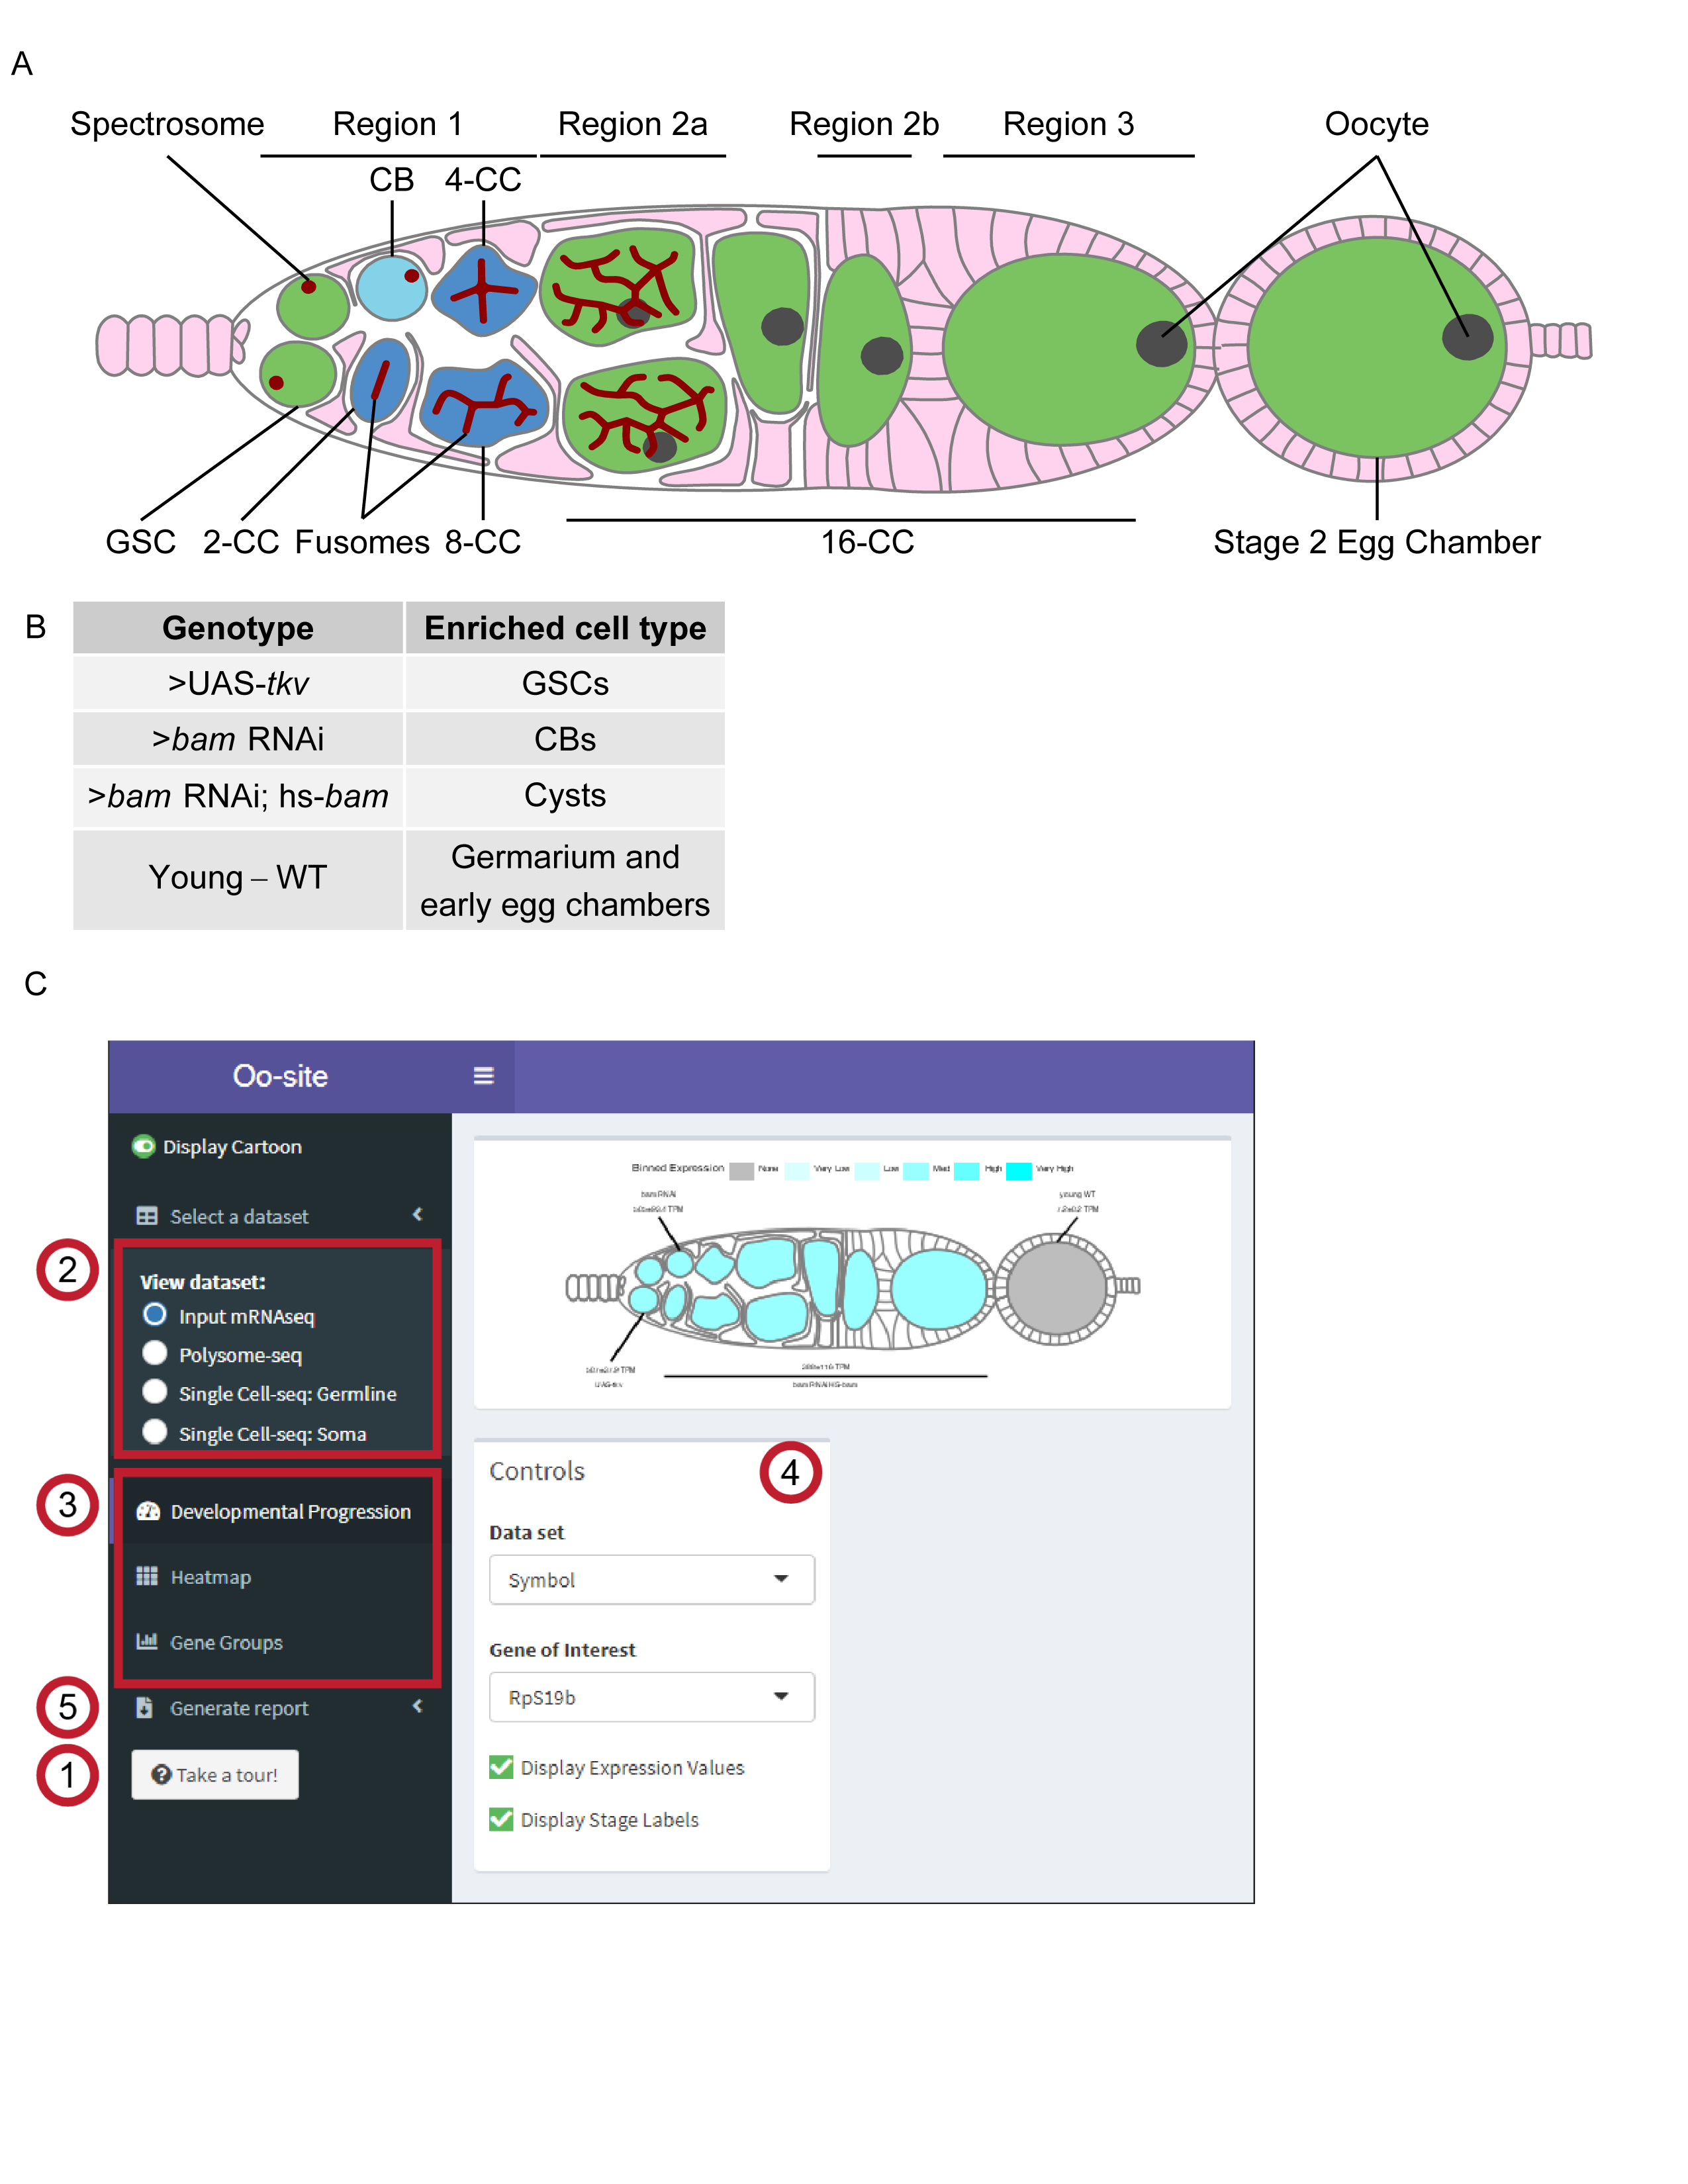 A
Spectrosome
Region 1
Region 2a
Region 2b
Region 3
Oocyte
CB
4-CC
GSC
2-CC
Fusomes
8-CC
16-CC
Stage 2 Egg Chamber
B
Genotype
Enriched cell type
>UAS-tkv
GSCs
>bam RNAi
CBs
>bam RNAi; hs-bam
Cysts
Young – WT
Germarium and
early egg chambers
C
Oo-site
Display Cartoon
Select a dataset
2
View dataset:
Input mRNAseq
Polysome-seq
Single Cell-seq: Germline
Single Cell-seq: Soma
3
Developmental Progression
Heatmap
Gene Groups
5
Generate report
1
Take a tour!
Binned Expression
None
Very Low
Low
Med
High
Very High
bam RNAi
TPM
young WT
TPM
TPM
UAS-tkv
TPM
bam RNAi HS-bam
Controls
4
Data set
Symbol
Gene of Interest
RpS19b
Display Expression Values
Display Stage Labels